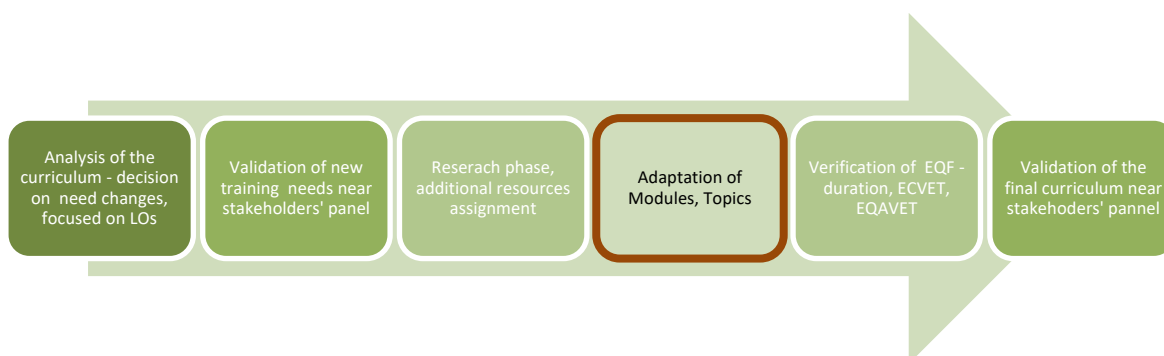 Analysis of the
curriculum - decision
on need changes,
focused on LOs
Validation of new
training needs near
stakeholders' panel
Reserach phase,
additional resources
assignment
Adaptation of
Modules, Topics
Verification of EQF -
duration, ECVET,
EQAVET
Validation of the
final curriculum near
stakehoders' pannel